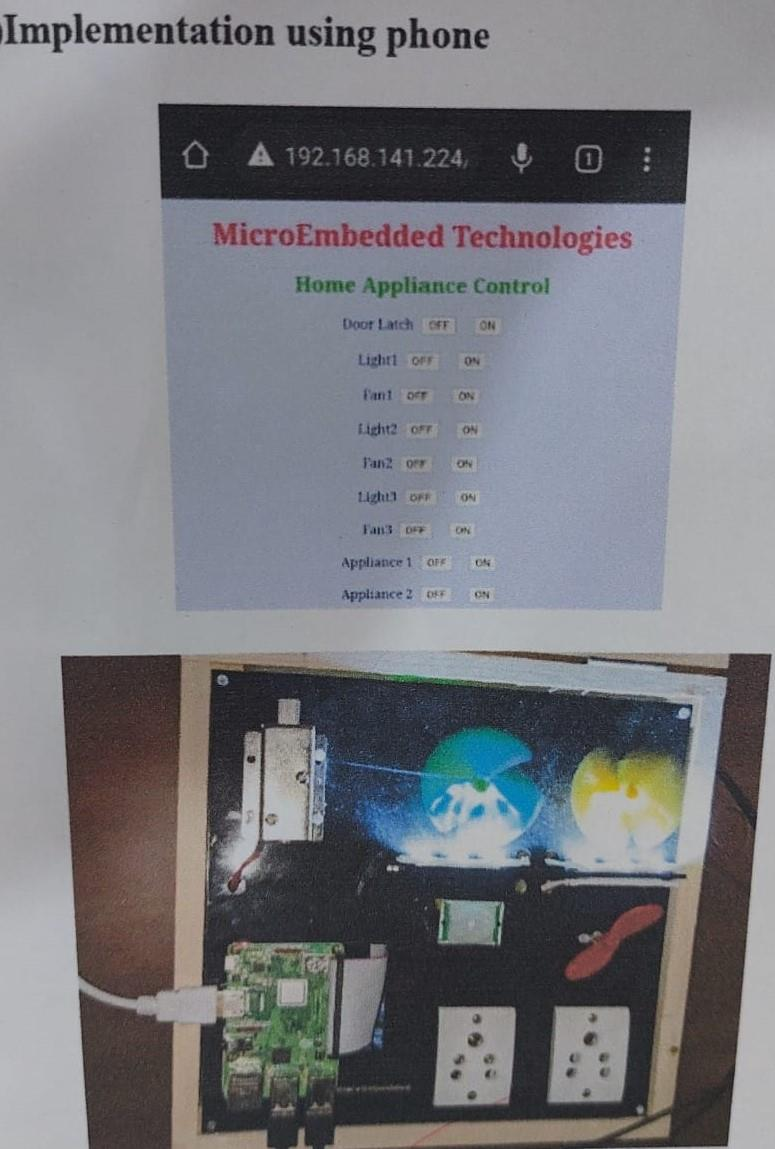 )Implementation using phone
192.168.141.224,
1
MicroEmbedded Technologies
Home Appliance Control
Door Latch OFF ON
Light1 OFF ON
Fan1 OFF ON
Light2 OFF ON
Fan2 OFF ON
Light3 OFF ON
Fan3 OFF ON
Appliance 1 OFF ON
Appliance 2 OFF ON